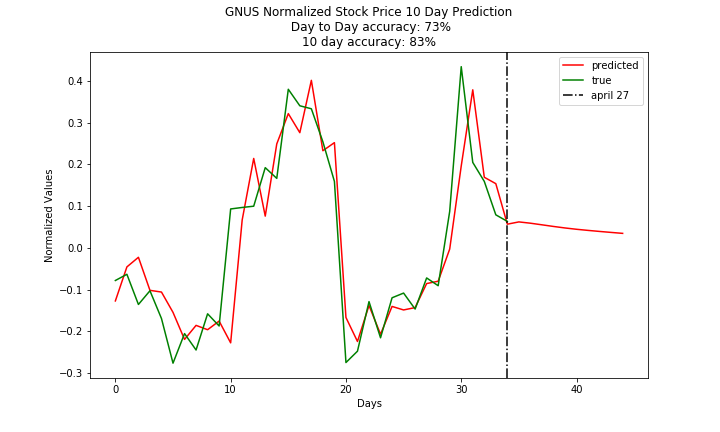 GNUS Normalized Stock Price 10 Day Prediction
Day to Day accuracy: 73%
10 day accuracy: 83%
predicted
true
april 27
0.4
0.3
0.2
0.1
0.0
−0.1
−0.2
−0.3
Normalized Values
0 10 20 30 40
Days